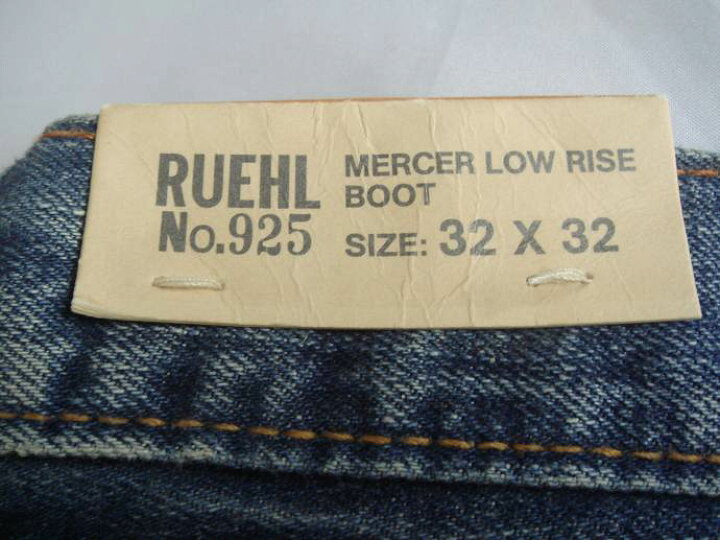 RUEHL
No.925
MERCER LOW RISE
BOOT
SIZE: 32 X 32